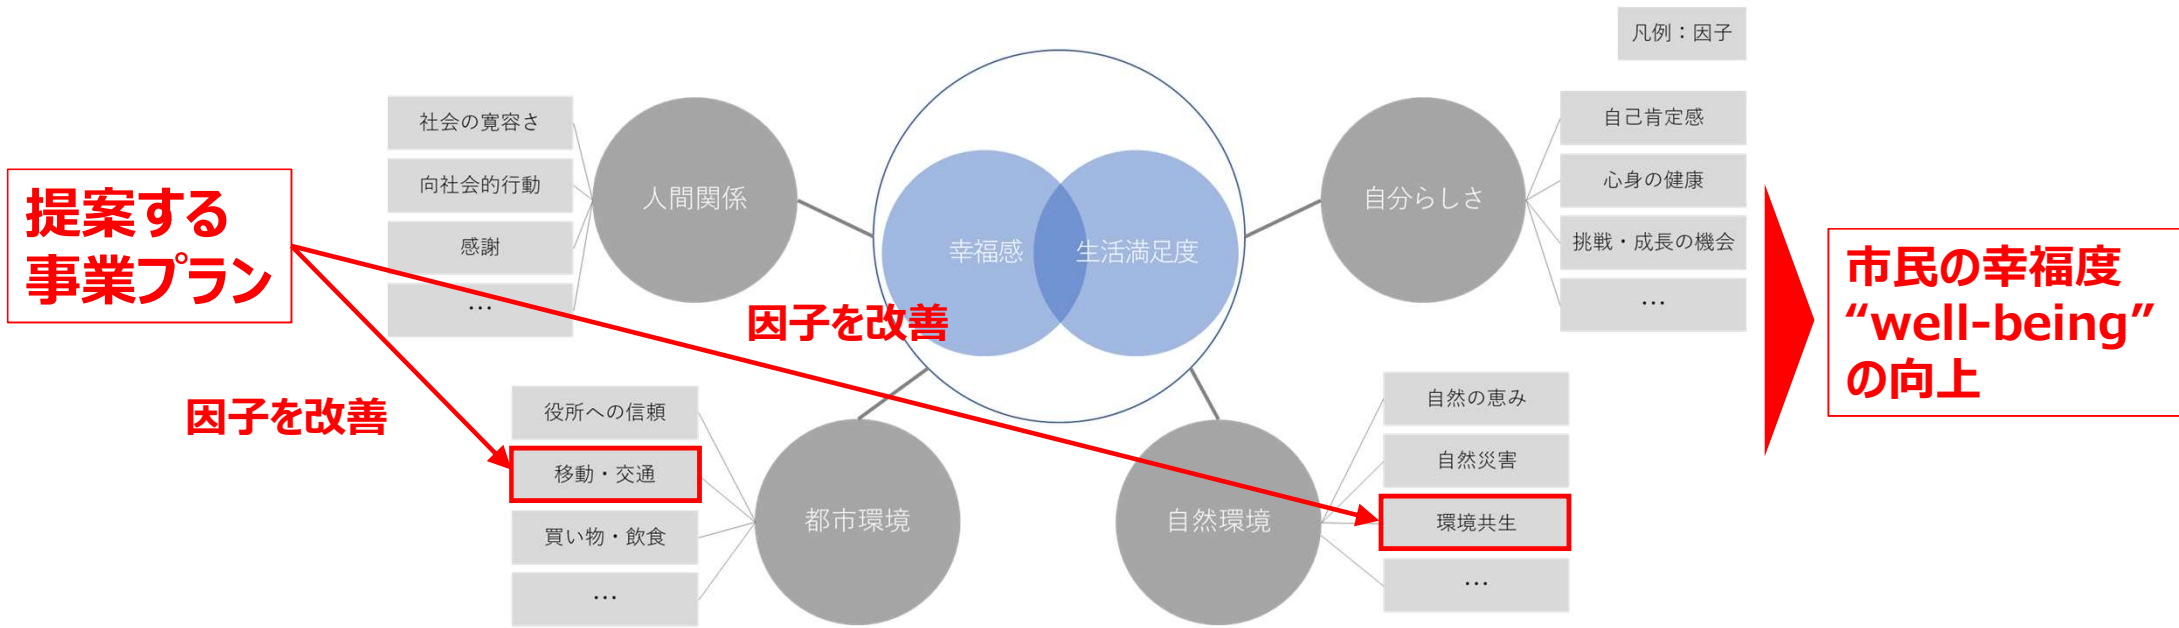 凡例：因子
社会の寛容さ
向社会的行動
感謝
…
人間関係
幸福感
生活満足度
自分らしさ
自己肯定感
心身の健康
挑戦・成長の機会
…
提案する
事業プラン
因子を改善
因子を改善
役所への信頼
移動・交通
買い物・飲食
…
都市環境
自然環境
自然の恵み
自然災害
環境共生
…
市民の幸福度
“well-being”
の向上